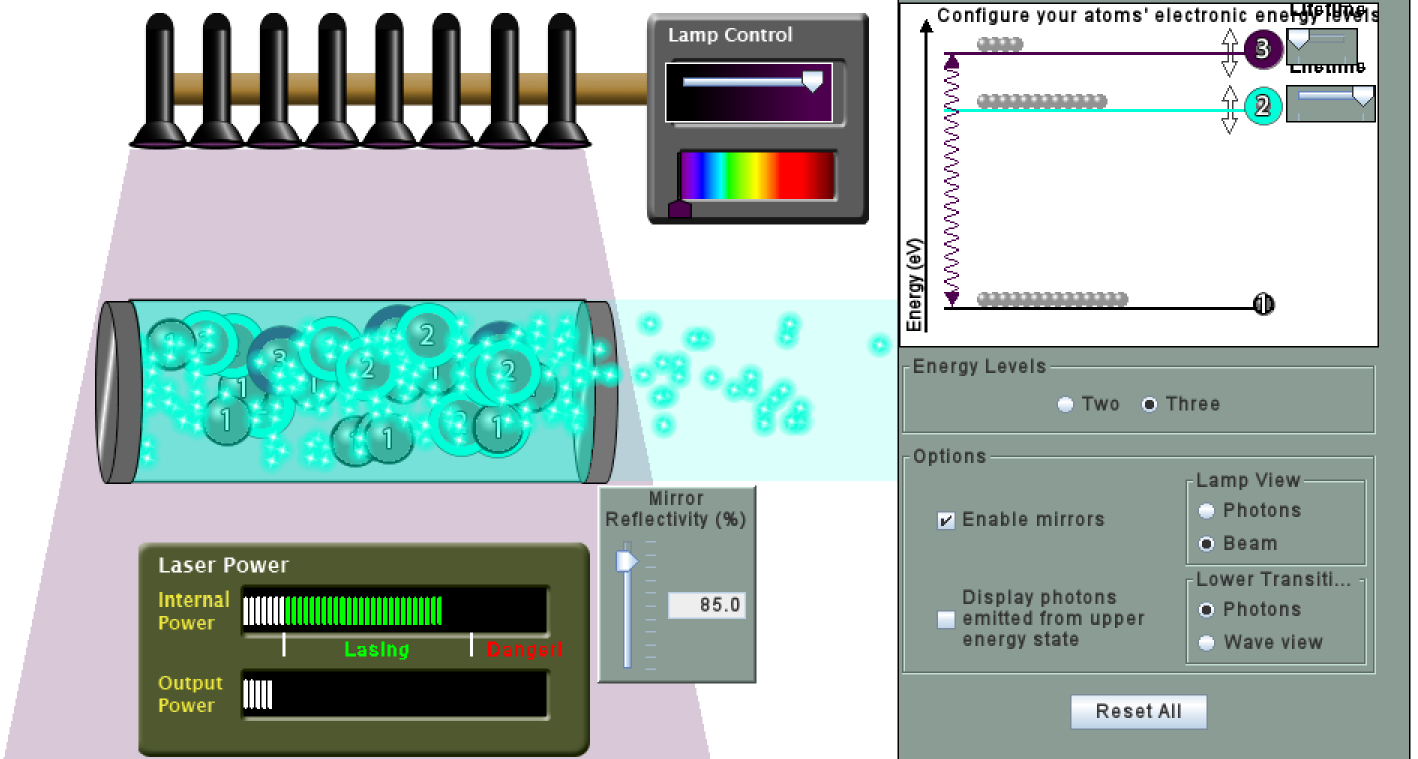 Lamp Control
Configure your atoms' electronic energy levels
Lifetime
3
Lifetime
2
Energy (eV)
1
Energy Levels
Two
Three
Options
Enable mirrors
Display photons
emitted from upper
energy state
Lamp View
Photons
Beam
Lower Transiti...
Photons
Wave view
Reset All
1
2
3
2
2
1
2
1
1
1
2
1
1
Mirror
Reflectivity (%)
85.0
Laser Power
Internal
Power
Lasing
Danger!
Output
Power